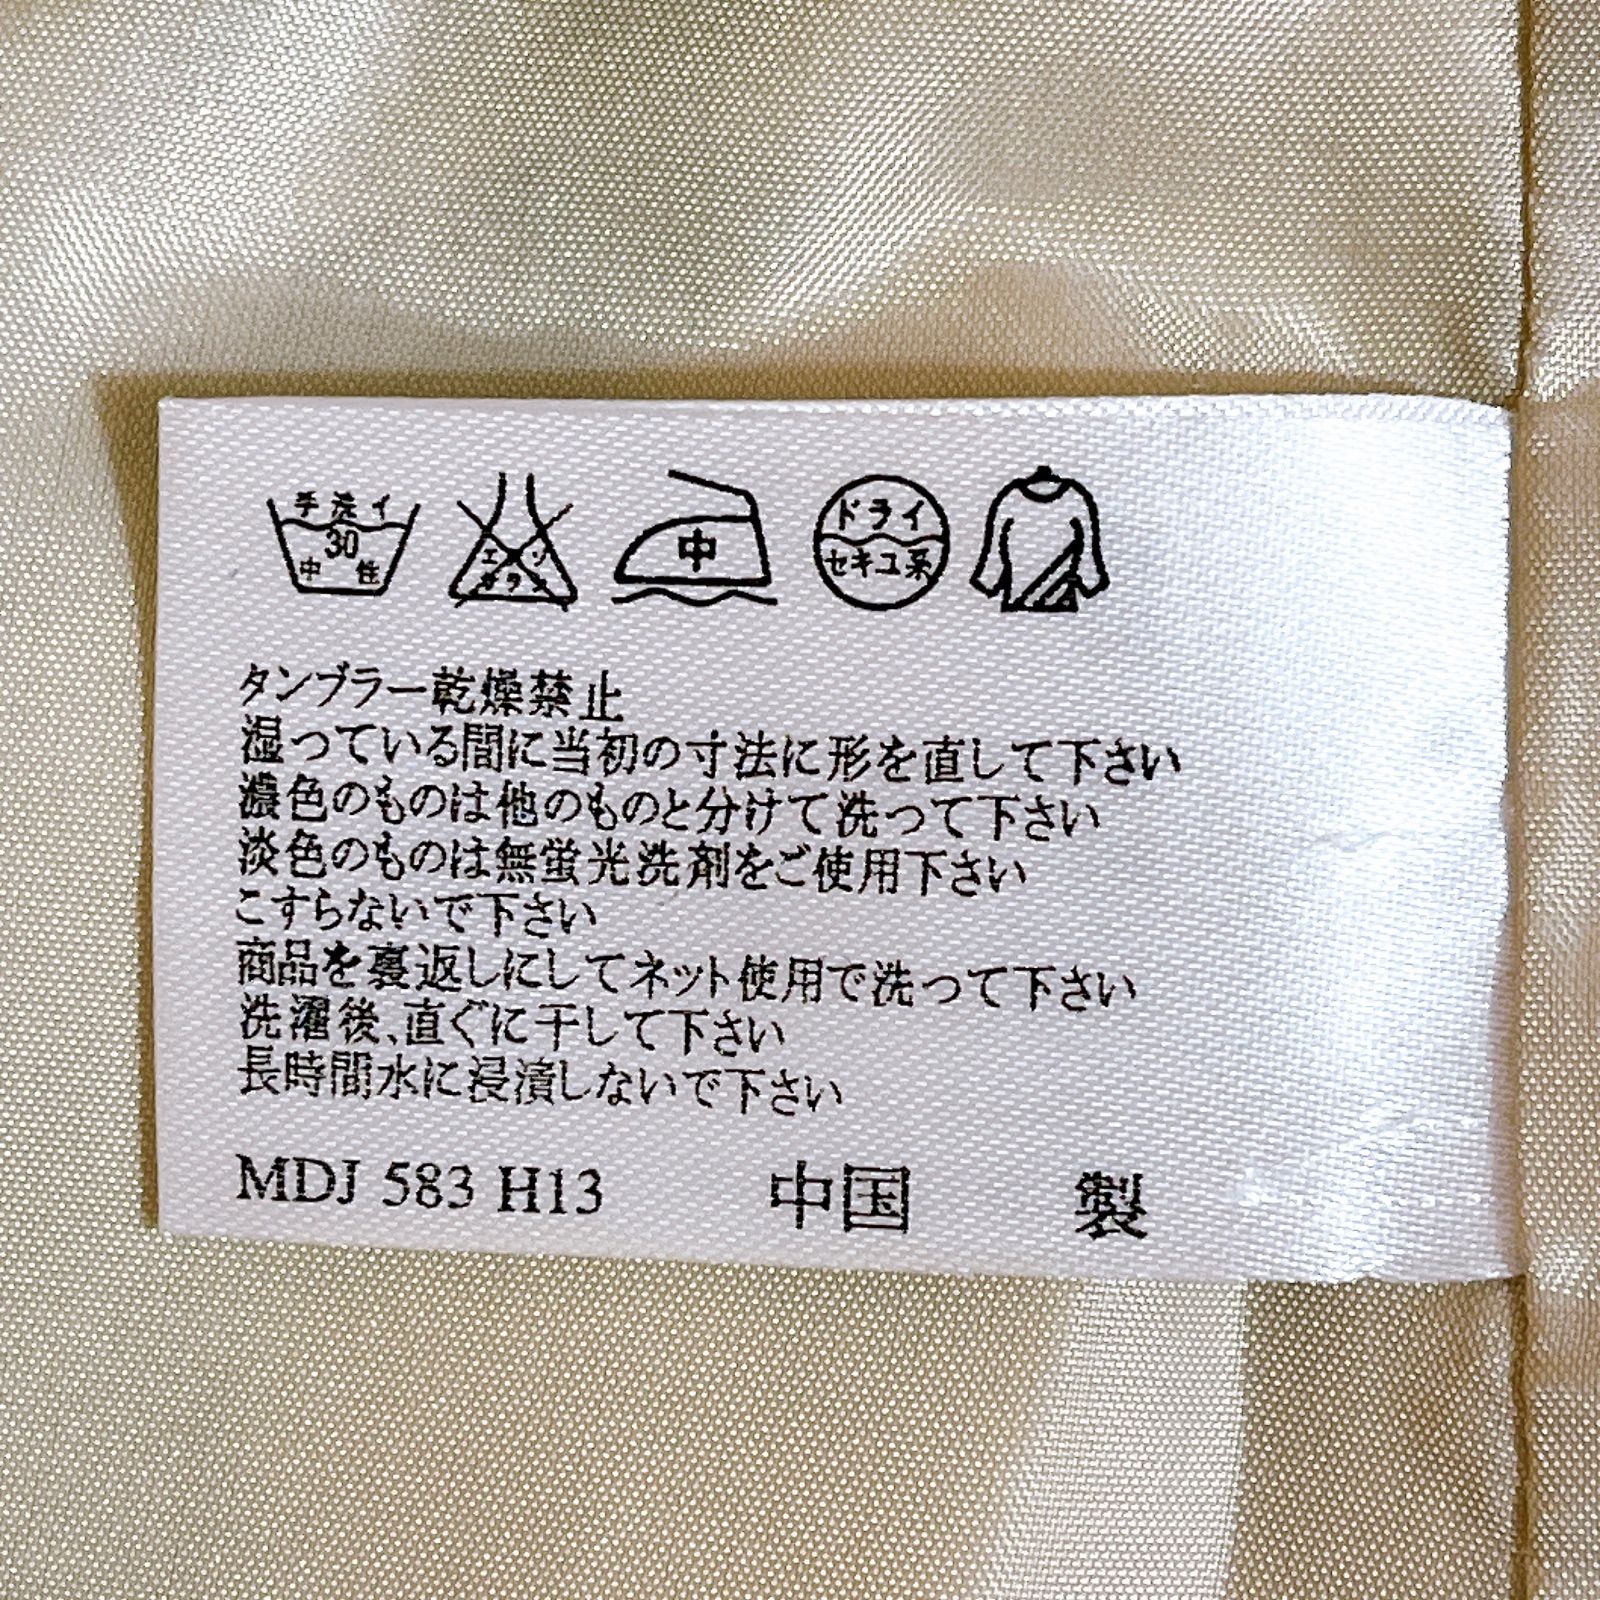 手洗イ
30
中性
エンソ
サラシ
中
ドライ
セキユ系
タンブラー乾燥禁止
湿っている間に当初の寸法に形を直して下さい
濃色のものは他のものと分けて洗って下さい
淡色のものは無蛍光洗剤をご使用下さい
こすらないで下さい
商品を裏返しにしてネット使用で洗って下さい
洗濯後、直ぐに干して下さい
長時間水に浸漬しないで下さい
MDJ 583 H13 中国 製